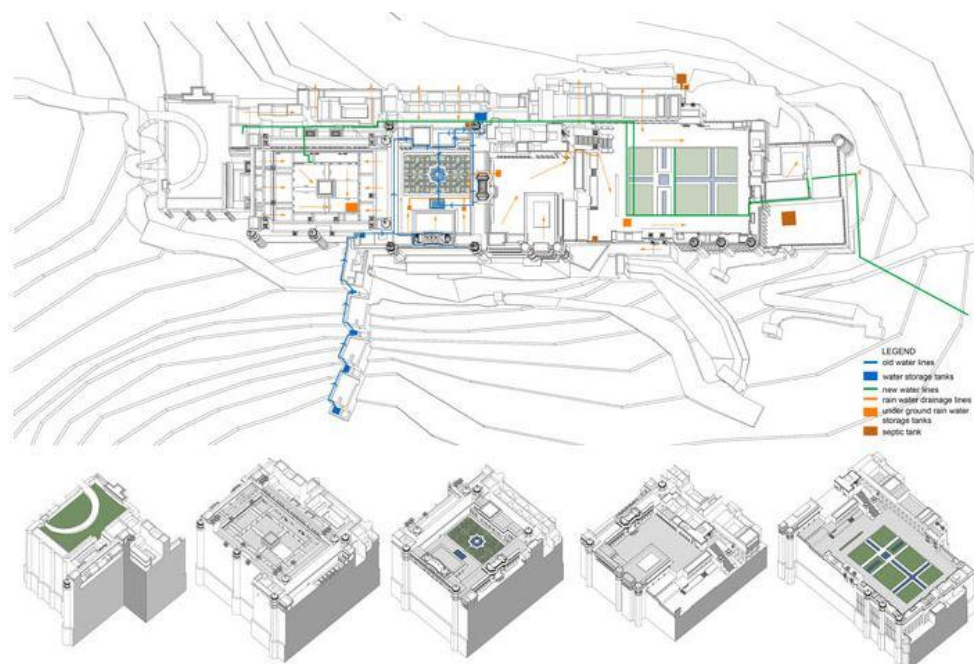 LEGEND
old water lines
water storage tanks
new water lines
rain water drainage lines
under ground rain water
storage tanks
septic tank